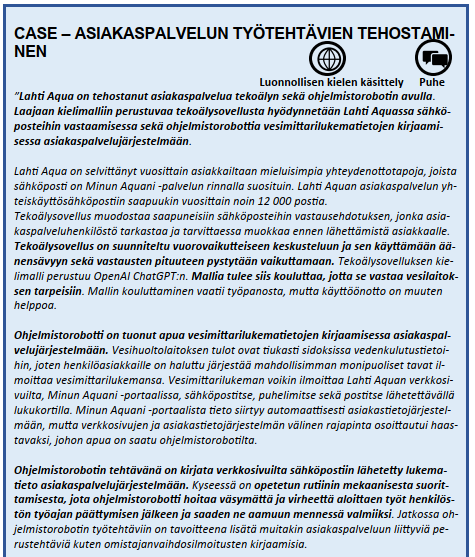 CASE – ASIAKASPALVELUN TYÖTEHTÄVIEN TEHOSTAMI-
NEN
Luonnollisen kielen käsittely
Puhe
"Lahti Aqua on tehostanut asiakaspalvelua tekoälyn sekä ohjelmistorobotin avulla.
Laajaan kielimalliin perustuvaa tekoälysovellusta hyödynnetään Lahti Aquassa sähkö-
posteihin vastaamisessa sekä ohjelmistorobottia vesimittarilukematietojen kirjaami-
sessa asiakaspalvelujärjestelmään.
Lahti Aqua on selvittänyt vuosittain asiakkailtaan mieluisimpia yhteydenottotapoja, joista
sähköposti on Minun Aquani -palvelun rinnalla suosituin. Lahti Aquan asiakaspalvelun yh-
teiskäyttösähköpostiin saapuukin vuosittain noin 12 000 postia.
Tekoälysovellus muodostaa saapuneisiin sähköposteihin vastausehdotuksen, jonka asia-
kaspalveluhenkilöstö tarkastaa ja tarvittaessa muokkaa ennen lähettämistä asiakkaalle.
Tekoälysovellus on suunniteltu vuorovaikutteiseen keskusteluun ja sen käyttämään ää-
nensävyyn sekä vastausten pituuteen pystytään vaikuttamaan. Tekoälysovelluksen kie-
limalli perustuu OpenAI ChatGPT:n. Mallia tulee siis kouluttaa, jotta se vastaa vesilaitok-
sen tarpeisiin. Mallin kouluttaminen vaatii työpanosta, mutta käyttöönotto on muuten
helppoa.
Ohjelmistorobotti on tuonut apua vesimittarilukematietojen kirjaamisessa asiakaspal-
velujärjestelmään. Vesihuoltolaitoksen tulot ovat tiukasti sidoksissa vedenkulutustietoi-
hin, joten henkilöasiakkaille on haluttu järjestää mahdollisimman monipuoliset tavat il-
moittaa vesimittarilukemansa. Vesimittarilukeman voikin ilmoittaa Lahti Aquan verkkosi-
vuilta, Minun Aquani -portaalissa, sähköpostitse, puhelimitse sekä postitse lähetettävällä
lukukortilla. Minun Aquani -portaalista tieto siirtyy automaattisesti asiakastietojärjestel-
mään, mutta verkkosivujen ja asiakastietojärjestelmän välinen rajapinta osoittautui haas-
tavaksi, johon apua on saatu ohjelmistorobotilta.
Ohjelmistorobotin tehtävänä on kirjata verkkosivuilta sähköpostiin lähetetty lukema-
tieto asiakaspalvelujärjestelmään. Kyseessä on opetetun rutiinin mekaanisesta suorit-
tamisesta, jota ohjelmistorobotti hoitaa väsymättä ja virheettä aloittaen työt henkilös-
tön työajan päättymisen jälkeen ja saaden ne aamuun mennessä valmiiksi. Jatkossa oh-
jelmistorobotin työtehtäviin on tavoitteena lisätä muitakin asiakaspalveluun liittyviä pe-
rustehtäviä kuten omistajanvaihdosilmoitusten kirjaamisia.